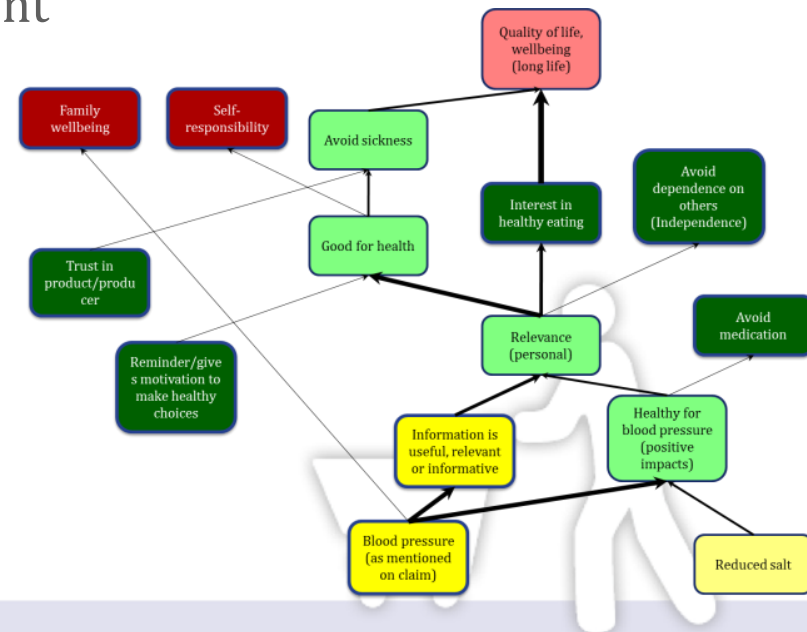 nt
Quality of life,
wellbeing
(long life)
Family
wellbeing
Self-
responsibility
Avoid sickness
Avoid
dependence on
others
(Independence)
Interest in
healthy eating
Good for health
Trust in
product/produ
cer
Avoid
medication
Relevance
(personal)
Reminder/give
s motivation to
make healthy
choices
Healthy for
blood pressure
(positive
impacts)
Information is
useful, relevant
or informative
Blood pressure
(as mentioned
on claim)
Reduced salt